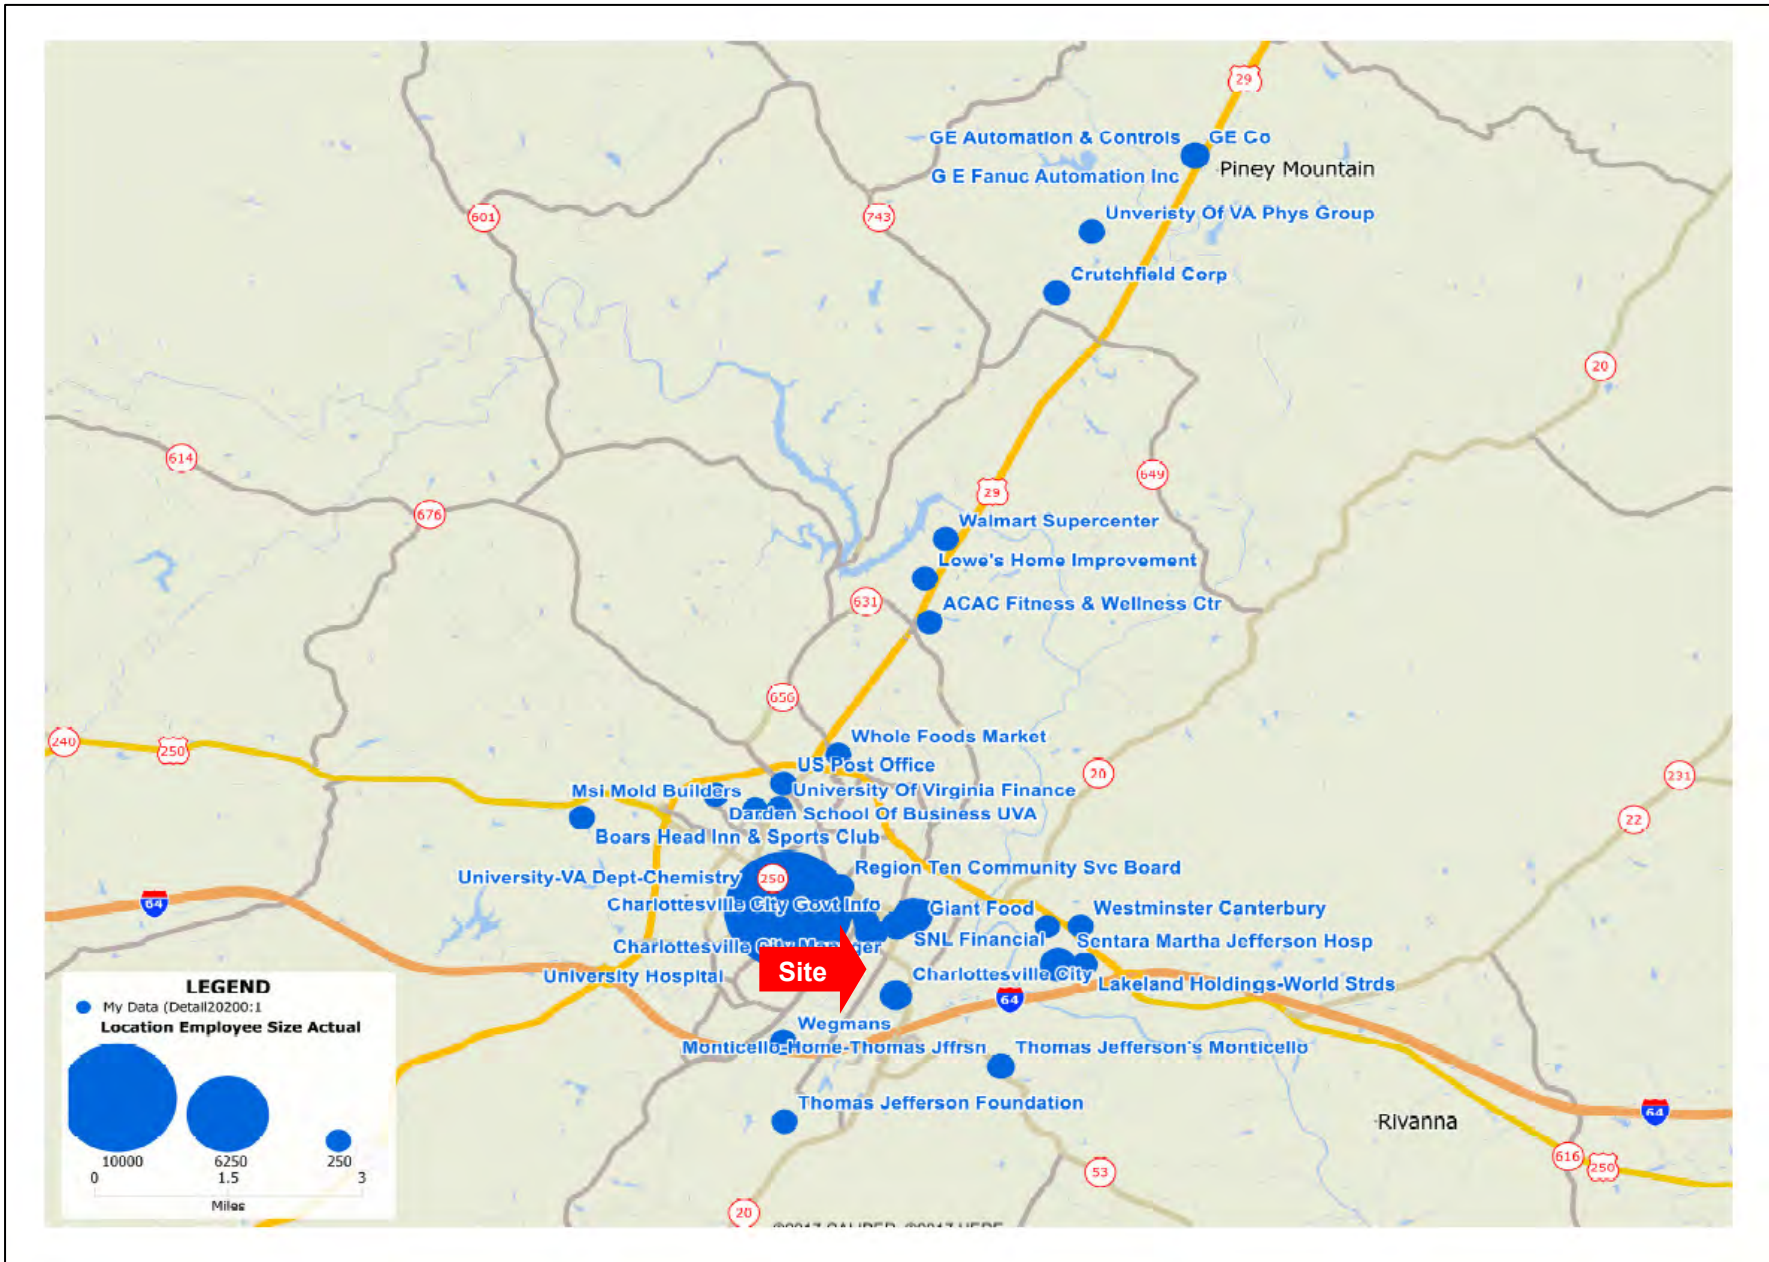 29
GE Automation & Controls
GE Co
Piney Mountain
G E Fanuc Automation Inc
601
743
Unveristy Of VA Phys Group
Crutchfield Corp
20
614
649
676
29
Walmart Supercenter
Lowe's Home Improvement
631
ACAC Fitness & Wellness Ctr
656
240
250
Whole Foods Market
US Post Office
20
231
Msi Mold Builders
University Of Virginia Finance
Darden School Of Business UVA
22
Boars Head Inn & Sports Club
University-VA Dept-Chemistry
250
Region Ten Community Svc Board
64
Charlottesville City Govt Info
Giant Food
Westminster Canterbury
Charlottesville City Manager
SNL Financial
Sentara Martha Jefferson Hosp
University Hospital
Site
Charlottesville City
Lakeland Holdings-World Strds
64
Wegmans
Monticello-Home-Thomas Jffrsn
Thomas Jefferson's Monticello
Thomas Jefferson Foundation
Rivanna
64
616
250
53
20
LEGEND
My Data (Detail20200:1
Location Employee Size Actual
10000
6250
250
0
1.5
3
Miles